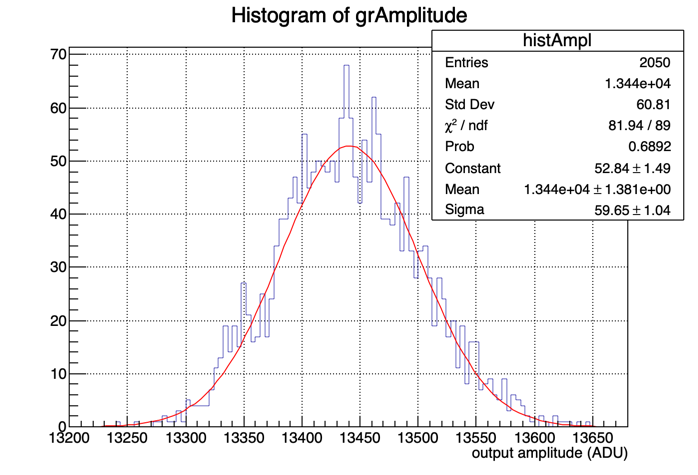 Histogram of grAmplitude
histAmpl
Entries 2050
Mean 1.344e+04
Std Dev 60.81
χ² / ndf 81.94 / 89
Prob 0.6892
Constant 52.84 ± 1.49
Mean 1.344e+04 ± 1.381e+00
Sigma 59.65 ± 1.04
70
60
50
40
30
20
10
0
13200 13250 13300 13350 13400 13450 13500 13550 13600 13650
output amplitude (ADU)